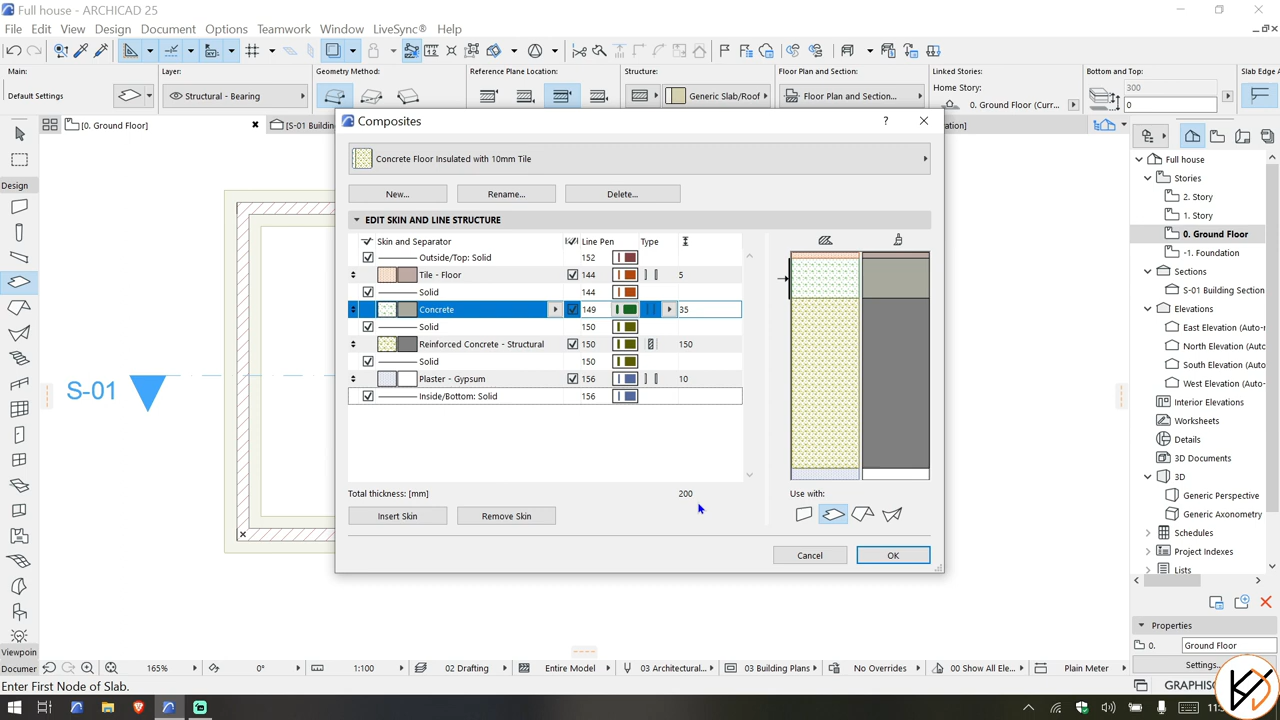 Full house - ARCHICAD 25
File Edit View Design Document Options Teamwork Window LiveSync® Help
Main: Layer: Geometry Method: Reference Plane Location: Structure: Floor Plan and Section: Linked Stories: Bottom and Top: Slab Edge
Home Story: 300
Default Settings Structural - Bearing Generic Slab/Roof Floor Plan and Section... 0. Ground Floor (Curr... 0
[0. Ground Floor] [S-01 Building
Composites
Concrete Floor Insulated with 10mm Tile
New... Rename... Delete...
EDIT SKIN AND LINE STRUCTURE
Skin and Separator Line Pen Type
Outside/Top: Solid 152
Tile - Floor 144 5
Solid 144
Concrete 149 35
Solid 150
Reinforced Concrete - Structural 150 150
Solid 150
Plaster - Gypsum 156 10
Inside/Bottom: Solid 156
Total thickness: [mm] 200
Use with:
Insert Skin Remove Skin
Cancel OK
S-01
Design
Viewpoin
Documer
Full house
Stories
2. Story
1. Story
0. Ground Floor
-1. Foundation
Sections
S-01 Building Section
Elevations
East Elevation (Auto-r
North Elevation (Auto
South Elevation (Auto
West Elevation (Auto-
Interior Elevations
Worksheets
Details
3D Documents
3D
Generic Perspective
Generic Axonometry
Schedules
Project Indexes
Lists
Properties
0. Ground Floor
Settings...
165% 0° 1:100 02 Drafting Entire Model 03 Architectural... 03 Building Plans No Overrides 00 Show All Ele... Plain Meter
Enter First Node of Slab.